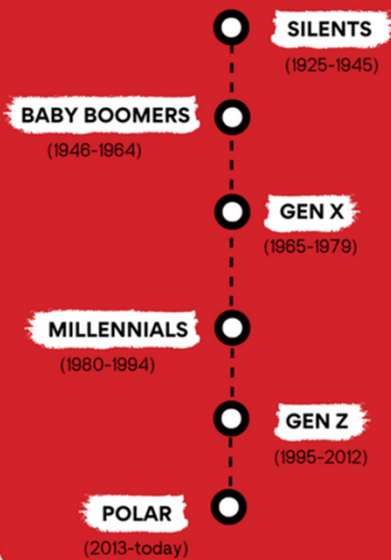 SILENTS
(1925-1945)
BABY BOOMERS
(1946-1964)
GEN X
(1965-1979)
MILLENNIALS
(1980-1994)
GEN Z
(1995-2012)
POLAR
(2013-today)